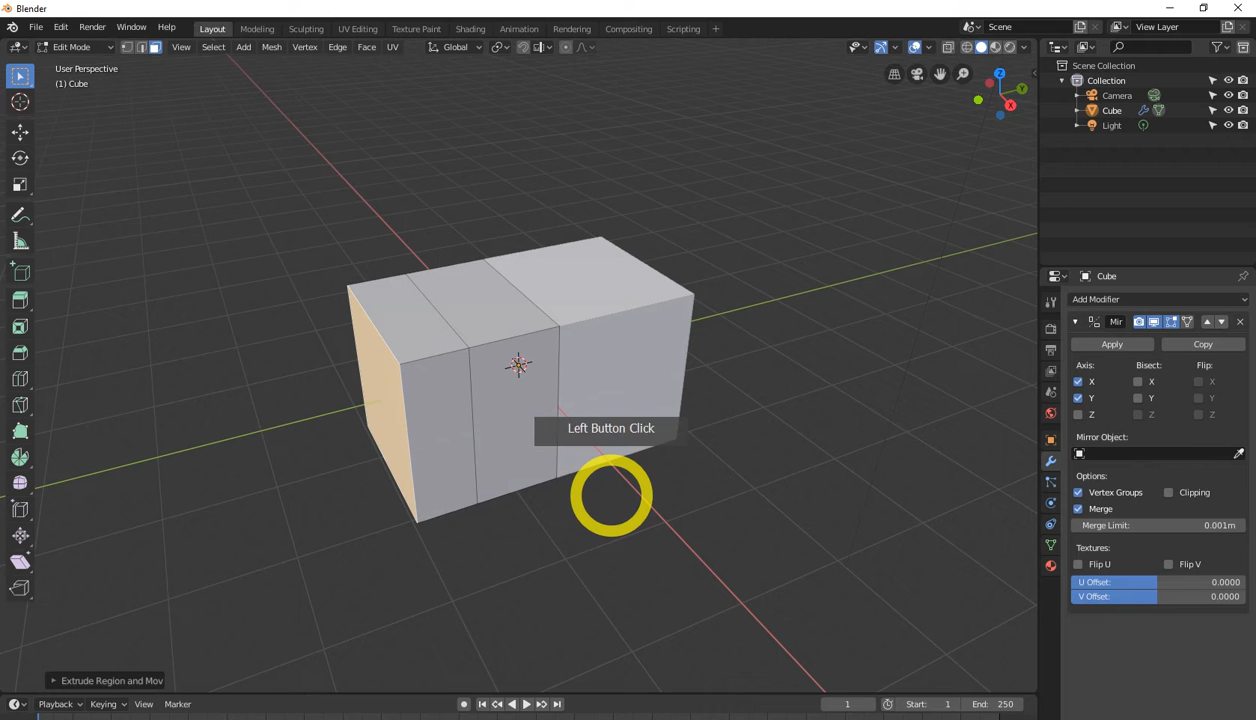 Blender
File Edit Render Window Help Layout Modeling Sculpting UV Editing Texture Paint Shading Animation Rendering Compositing Scripting + Scene View Layer
Edit Mode View Select Add Mesh Vertex Edge Face UV Global
User Perspective
(1) Cube
Z
Y
X
Left Button Click
Extrude Region and Mov
Scene Collection
Collection
Camera
Cube
Light
Cube
Add Modifier
Mir
Apply Copy
Axis: Bisect: Flip:
X X X
Y Y Y
Z Z Z
Mirror Object:
Options:
Vertex Groups Clipping
Merge
Merge Limit: 0.001m
Textures:
Flip U Flip V
U Offset: 0.0000
V Offset: 0.0000
Playback Keying View Marker 1 Start: 1 End: 250